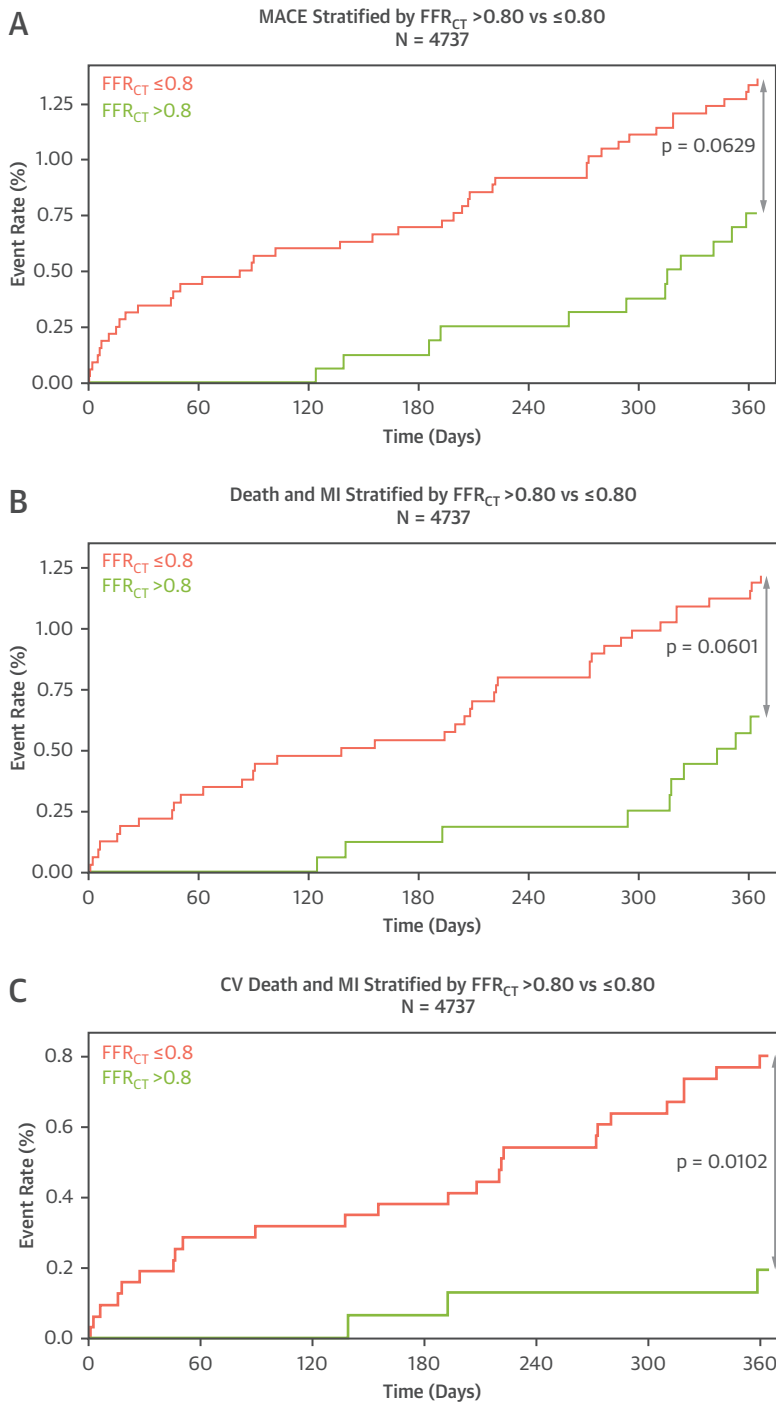 A
MACE Stratified by FFRCT >0.80 vs ≤0.80
N = 4737
FFRCT ≤0.8
FFRCT >0.8
p = 0.0629
Event Rate (%)
1.25
1.00
0.75
0.50
0.25
0.00
0 60 120 180 240 300 360
Time (Days)
B
Death and MI Stratified by FFRCT >0.80 vs ≤0.80
N = 4737
FFRCT ≤0.8
FFRCT >0.8
p = 0.0601
Event Rate (%)
1.25
1.00
0.75
0.50
0.25
0.00
0 60 120 180 240 300 360
Time (Days)
C
CV Death and MI Stratified by FFRCT >0.80 vs ≤0.80
N = 4737
FFRCT ≤0.8
FFRCT >0.8
p = 0.0102
Event Rate (%)
0.8
0.6
0.4
0.2
0.0
0 60 120 180 240 300 360
Time (Days)